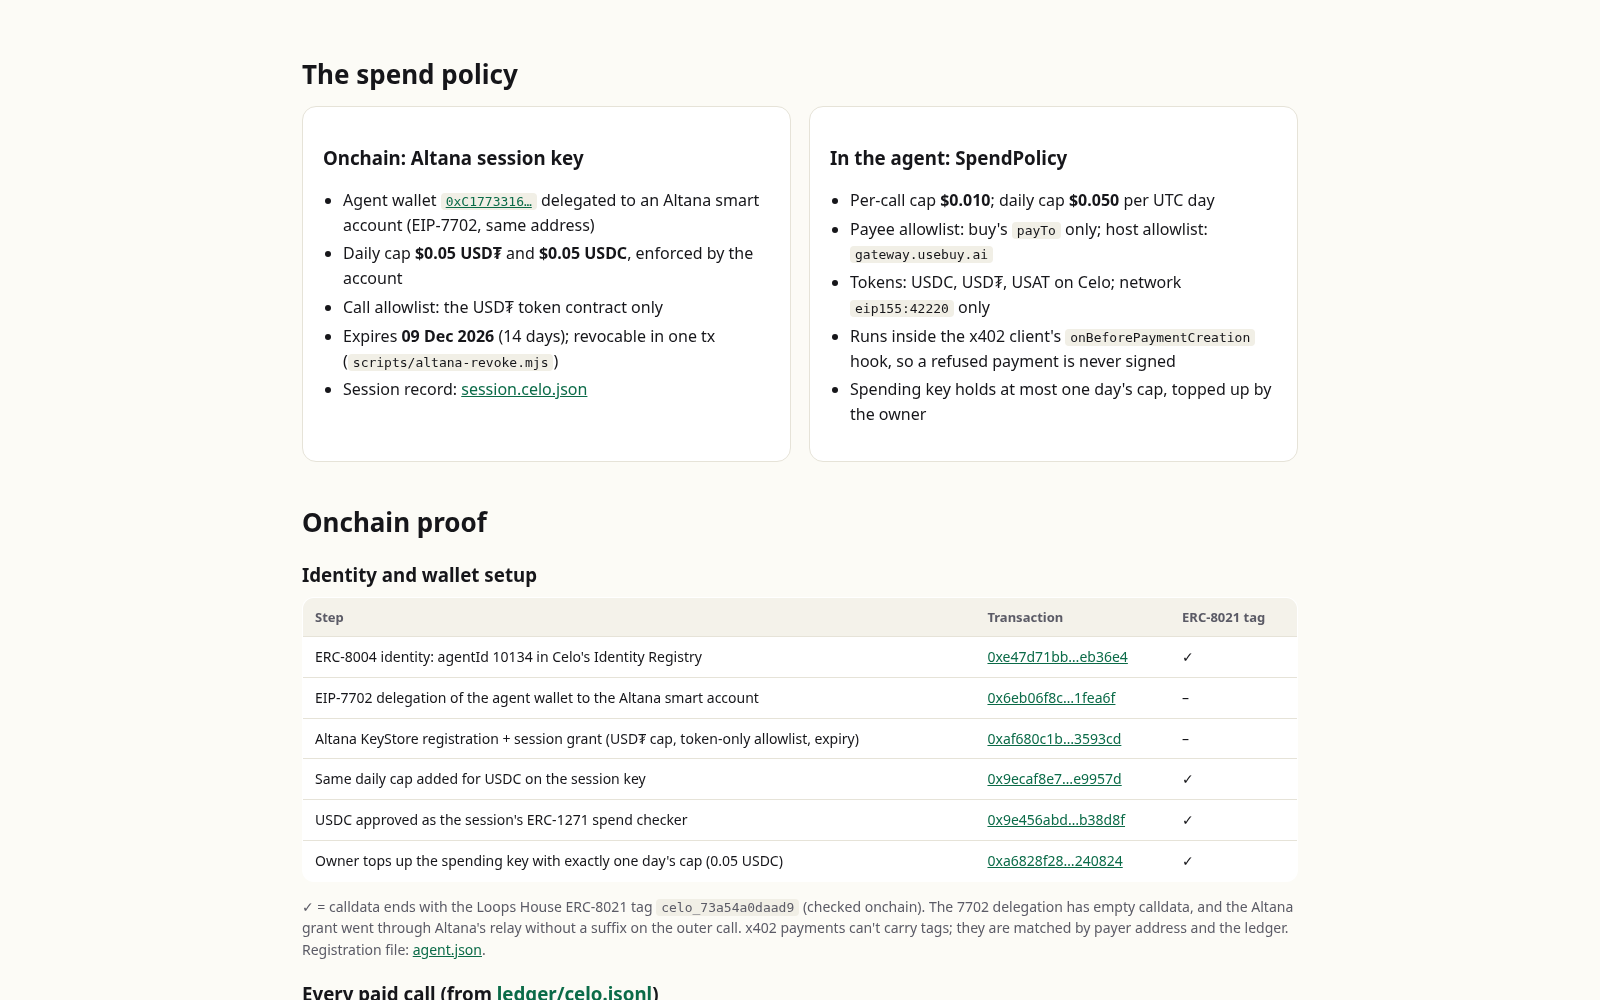 The spend policy
Onchain: Altana session key
Agent wallet 0xC1773316… delegated to an Altana smart
account (EIP-7702, same address)
Daily cap $0.05 USD₮ and $0.05 USDC, enforced by the
account
Call allowlist: the USD₮ token contract only
Expires 09 Dec 2026 (14 days); revocable in one tx
(scripts/altana-revoke.mjs)
Session record: session.celo.json
In the agent: SpendPolicy
Per-call cap $0.010; daily cap $0.050 per UTC day
Payee allowlist: buy's payTo only; host allowlist:
gateway.usebuy.ai
Tokens: USDC, USD₮, USAT on Celo; network
eip155:42220 only
Runs inside the x402 client's onBeforePaymentCreation
hook, so a refused payment is never signed
Spending key holds at most one day's cap, topped up by
the owner
Onchain proof
Identity and wallet setup
Step Transaction ERC-8021 tag
ERC-8004 identity: agentId 10134 in Celo's Identity Registry 0xe47d71bb…eb36e4 ✓
EIP-7702 delegation of the agent wallet to the Altana smart account 0x6eb06f8c…1fea6f –
Altana KeyStore registration + session grant (USD₮ cap, token-only allowlist, expiry) 0xaf680c1b…3593cd –
Same daily cap added for USDC on the session key 0x9ecaf8e7…e9957d ✓
USDC approved as the session's ERC-1271 spend checker 0x9e456abd…b38d8f ✓
Owner tops up the spending key with exactly one day's cap (0.05 USDC) 0xa6828f28…240824 ✓
✓ = calldata ends with the Loops House ERC-8021 tag celo_73a54a0daad9 (checked onchain). The 7702 delegation has empty calldata, and the Altana
grant went through Altana's relay without a suffix on the outer call. x402 payments can't carry tags; they are matched by payer address and the ledger.
Registration file: agent.json.
Every paid call (from ledger/celo.jsonl)